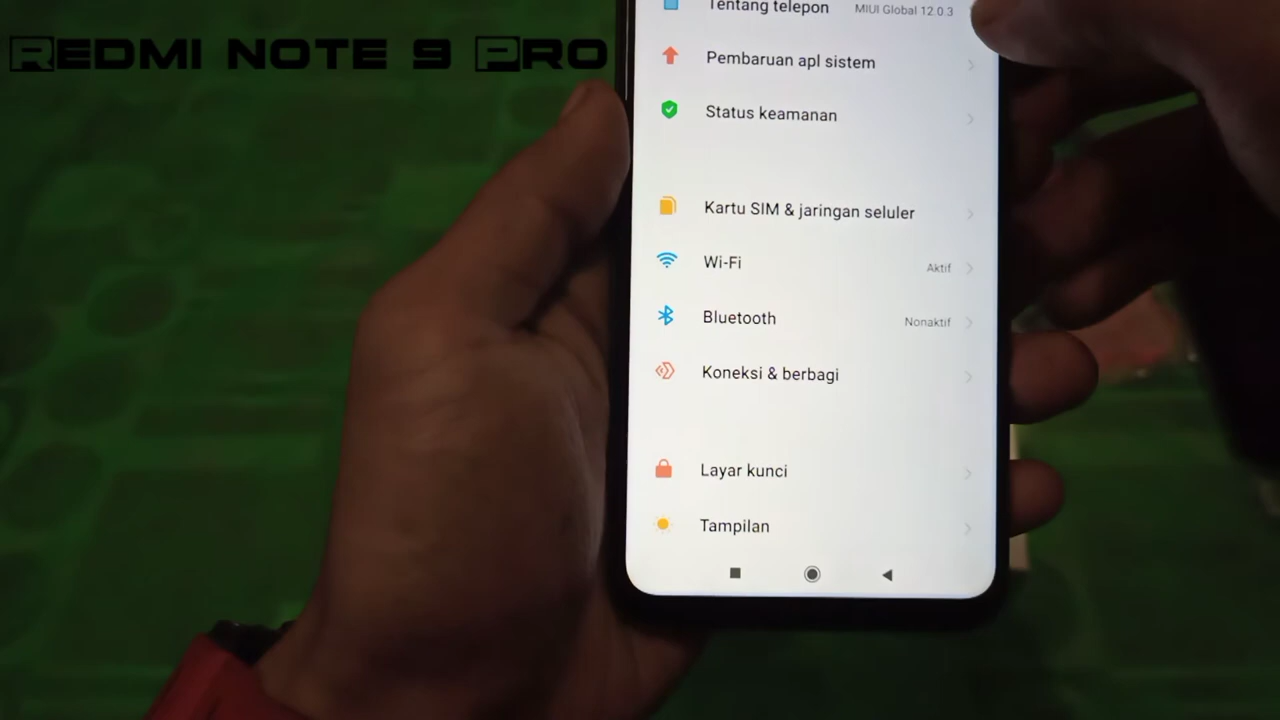 REDMI NOTE 9 PRO
Tentang telepon MIUI Global 12.0.3
Pembaruan apl sistem
Status keamanan
Kartu SIM & jaringan seluler
Wi-Fi Aktif
Bluetooth Nonaktif
Koneksi & berbagi
Layar kunci
Tampilan